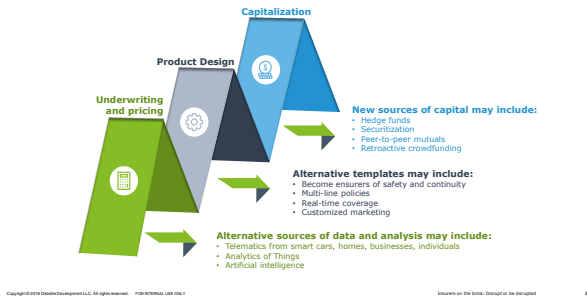 Capitalization
Product Design
Underwriting
and pricing
New sources of capital may include:
• Hedge funds
• Securitization
• Peer-to-peer mutuals
• Retroactive crowdfunding
Alternative templates may include:
• Become ensurers of safety and continuity
• Multi-line policies
• Real-time coverage
• Customized marketing
Alternative sources of data and analysis may include:
• Telematics from smart cars, homes, businesses, individuals
• Analytics of Things
• Artificial intelligence
Copyright © 2016 Deloitte Development LLC. All rights reserved. FOR INTERNAL USE ONLY
Insurers on the brink: Disrupt or be disrupted